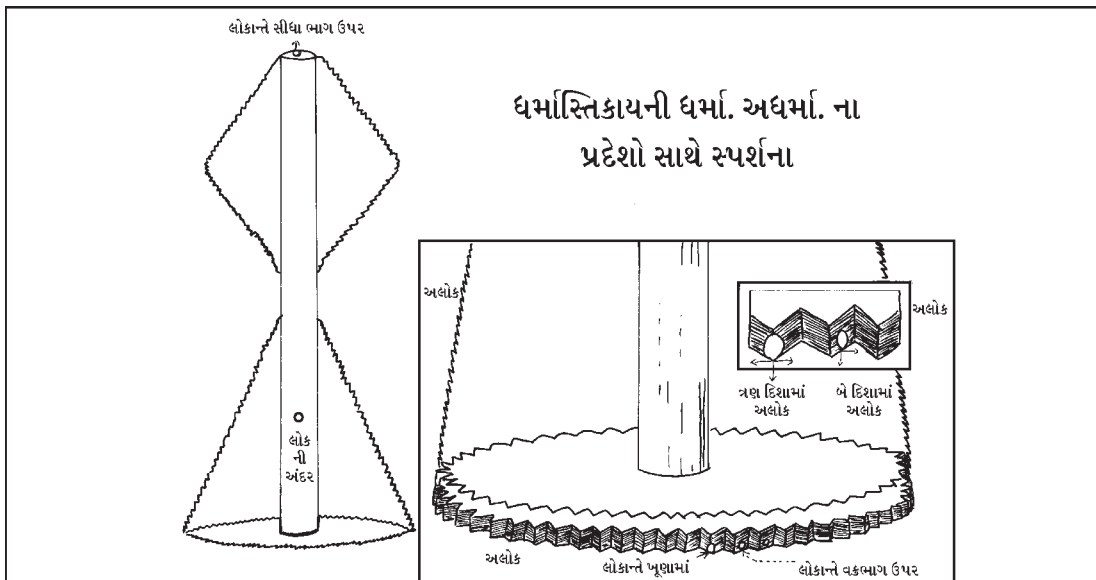 લોકાન્તે સીધા ભાગ ઉપર
ધર્માસ્તિકાયની ધર્મા. અધર્મા. ના
પ્રદેશો સાથે સ્પર્શના
લોક
ની
અંદર
અલોક
અલોક
ત્રણ દિશામાં
અલોક
બે દિશામાં
અલોક
અલોક
લોકાન્તે ખૂણામાં
લોકાન્તે વક્રભાગ ઉપર